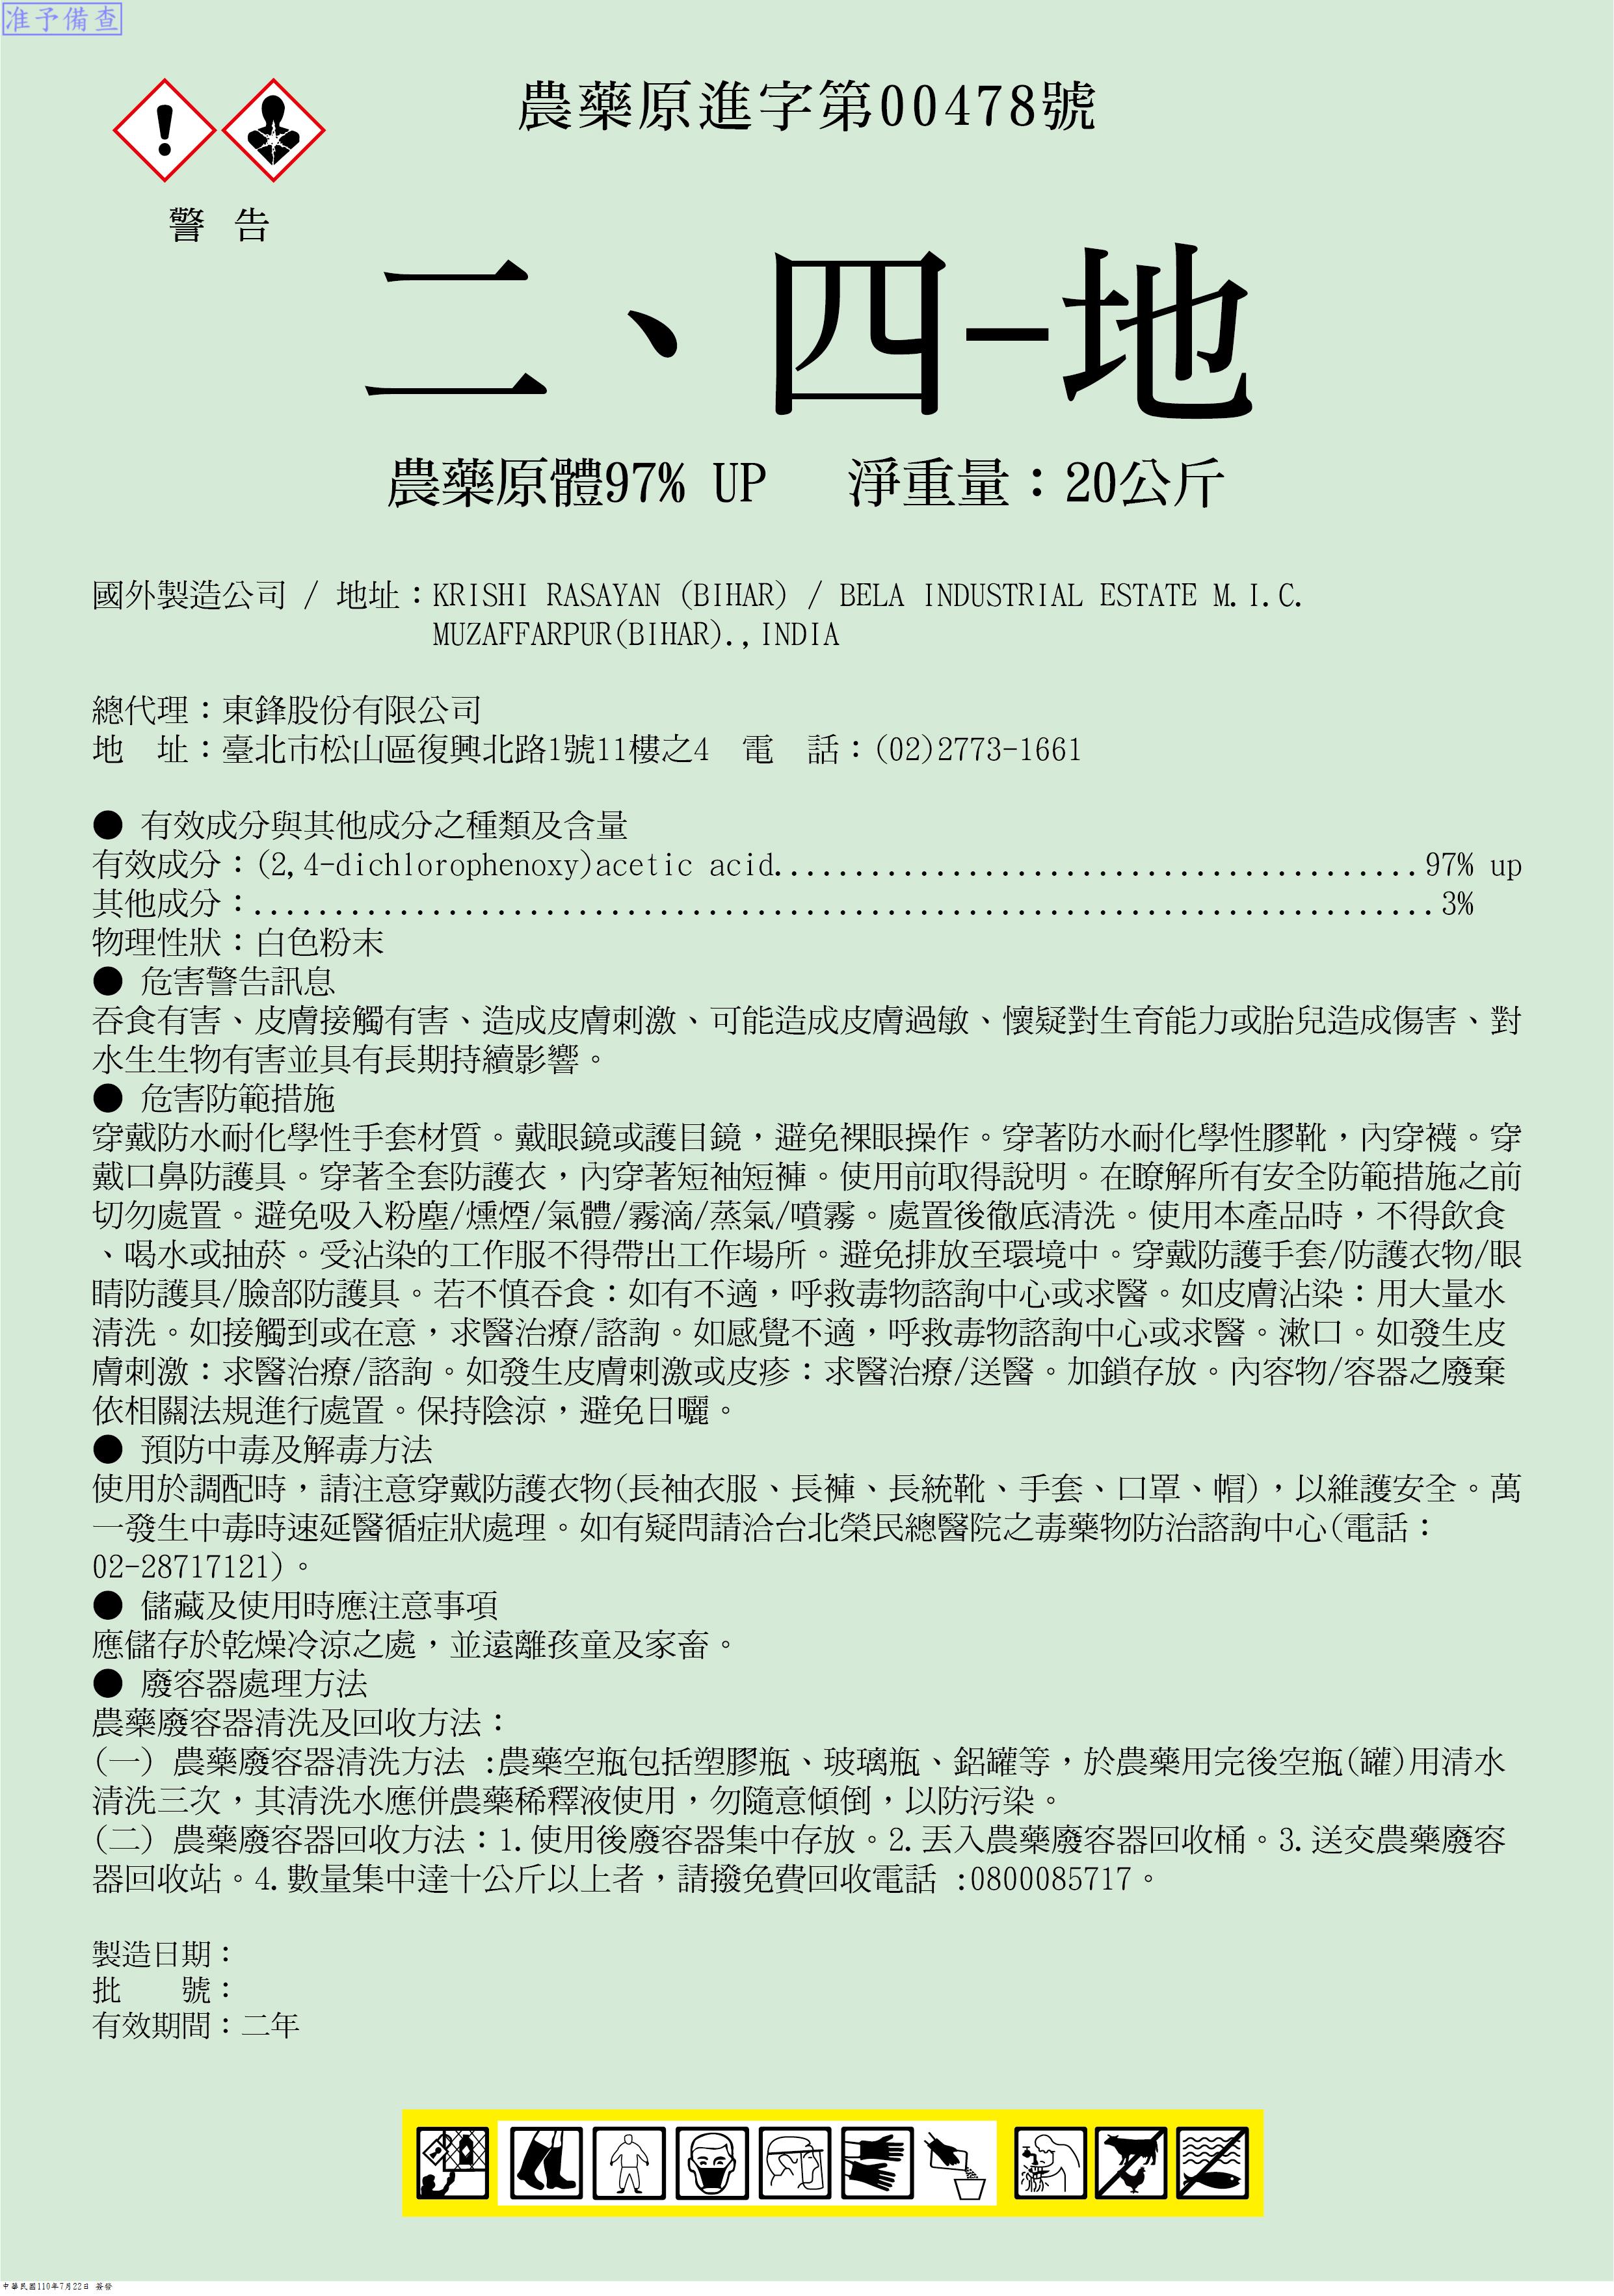 准予備查
農藥原進字第00478號
警 告
二、四-地
農藥原體97% UP 淨重量：20公斤
國外製造公司 / 地址：KRISHI RASAYAN (BIHAR) / BELA INDUSTRIAL ESTATE M.I.C.
MUZAFFARPUR(BIHAR).,INDIA
總代理：東鋒股份有限公司
地 址：臺北市松山區復興北路1號11樓之4 電 話：(02)2773-1661
● 有效成分與其他成分之種類及含量
有效成分：(2,4-dichlorophenoxy)acetic acid........................................97% up
其他成分：..........................................................................3%
物理性狀：白色粉末
● 危害警告訊息
吞食有害、皮膚接觸有害、造成皮膚刺激、可能造成皮膚過敏、懷疑對生育能力或胎兒造成傷害、對
水生生物有害並具有長期持續影響。
● 危害防範措施
穿戴防水耐化學性手套材質。戴眼鏡或護目鏡，避免裸眼操作。穿著防水耐化學性膠靴，內穿襪。穿
戴口鼻防護具。穿著全套防護衣，內穿著短袖短褲。使用前取得說明。在瞭解所有安全防範措施之前
切勿處置。避免吸入粉塵/燻煙/氣體/霧滴/蒸氣/噴霧。處置後徹底清洗。使用本產品時，不得飲食
、喝水或抽菸。受沾染的工作服不得帶出工作場所。避免排放至環境中。穿戴防護手套/防護衣物/眼
睛防護具/臉部防護具。若不慎吞食：如有不適，呼救毒物諮詢中心或求醫。如皮膚沾染：用大量水
清洗。如接觸到或在意，求醫治療/諮詢。如感覺不適，呼救毒物諮詢中心或求醫。漱口。如發生皮
膚刺激：求醫治療/諮詢。如發生皮膚刺激或皮疹：求醫治療/送醫。加鎖存放。內容物/容器之廢棄
依相關法規進行處置。保持陰涼，避免日曬。
● 預防中毒及解毒方法
使用於調配時，請注意穿戴防護衣物(長袖衣服、長褲、長統靴、手套、口罩、帽)，以維護安全。萬
一發生中毒時速延醫循症狀處理。如有疑問請洽台北榮民總醫院之毒藥物防治諮詢中心(電話：
02-28717121)。
● 儲藏及使用時應注意事項
應儲存於乾燥冷涼之處，並遠離孩童及家畜。
● 廢容器處理方法
農藥廢容器清洗及回收方法：
(一) 農藥廢容器清洗方法 :農藥空瓶包括塑膠瓶、玻璃瓶、鋁罐等，於農藥用完後空瓶(罐)用清水
清洗三次，其清洗水應併農藥稀釋液使用，勿隨意傾倒，以防污染。
(二) 農藥廢容器回收方法：1.使用後廢容器集中存放。2.丟入農藥廢容器回收桶。3.送交農藥廢容
器回收站。4.數量集中達十公斤以上者，請撥免費回收電話 :0800085717。
製造日期：
批 號：
有效期間：二年
中華民國110年7月22日 簽發